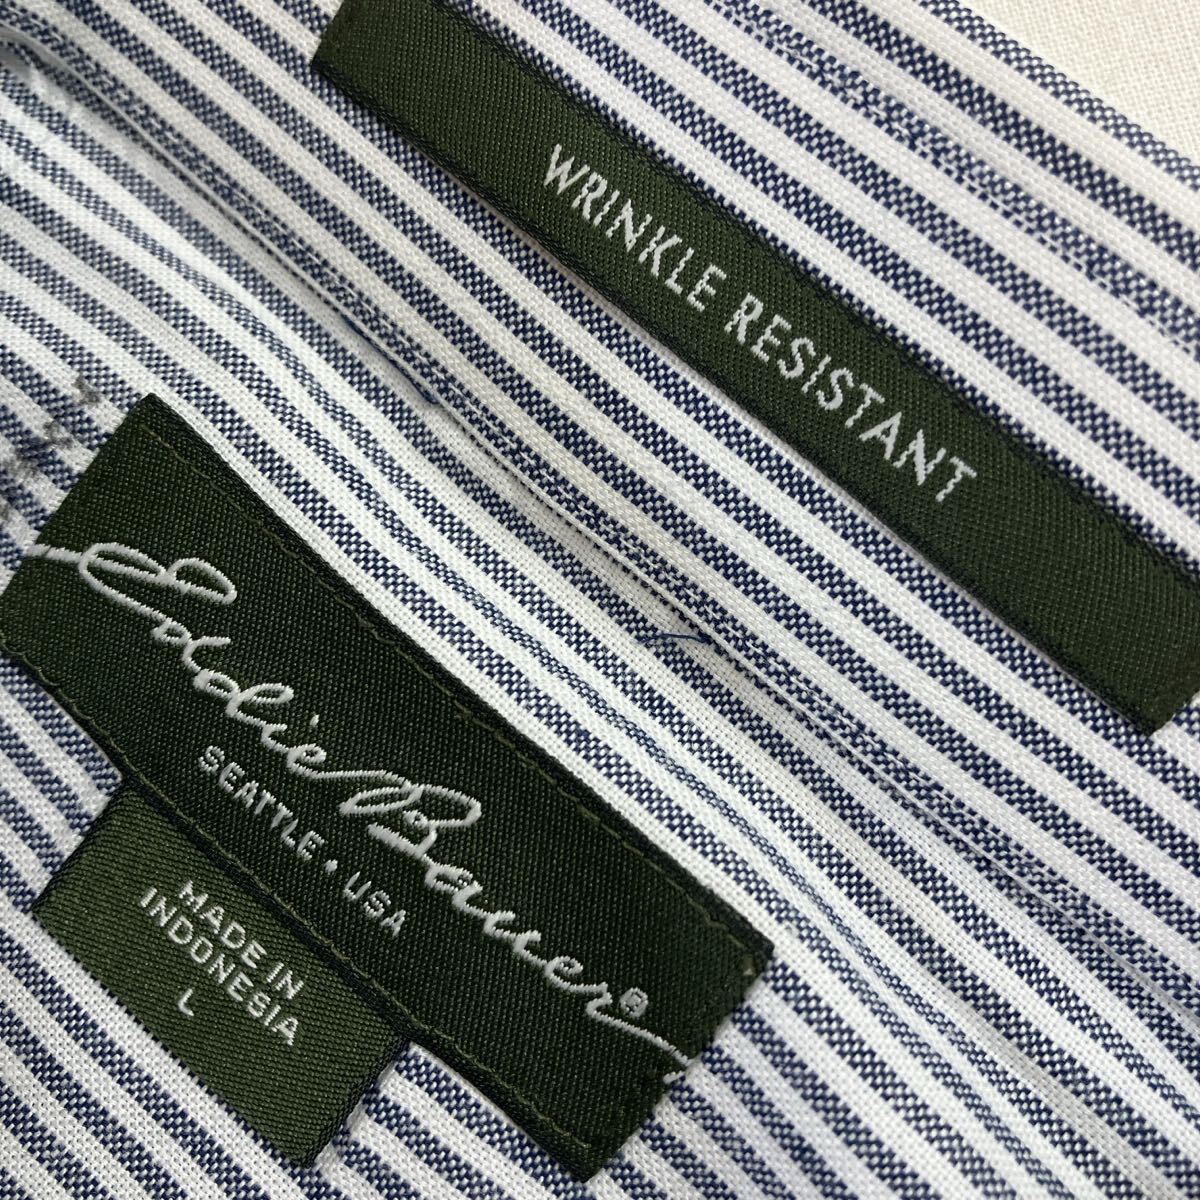 WRINKLE RESISTANT
Eddie Bauer®
SEATTLE • USA
MADE IN
INDONESIA
L